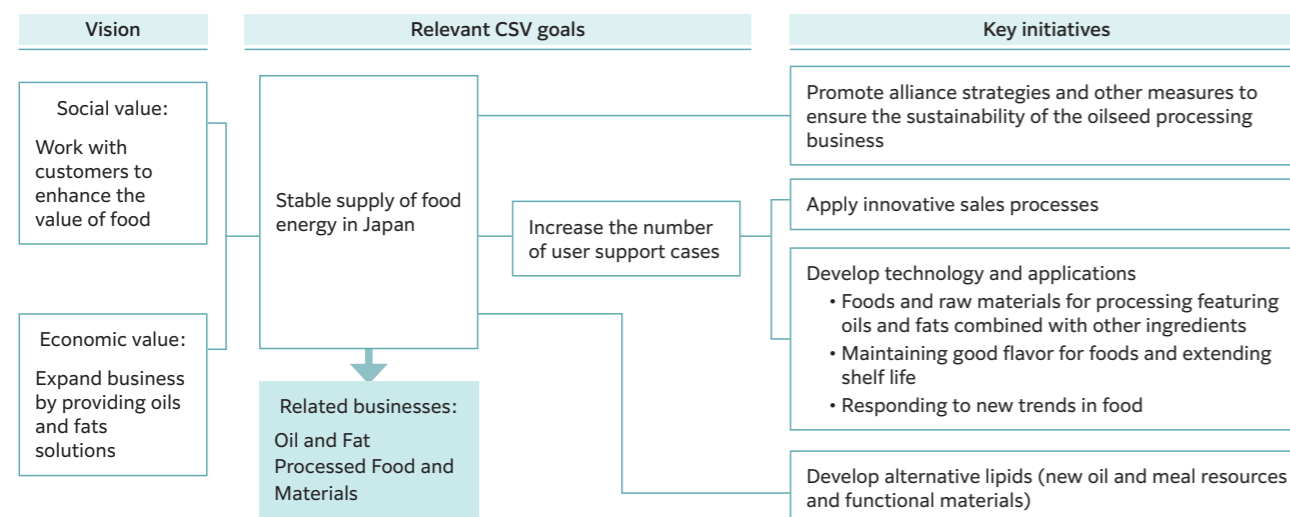 Vision
Relevant CSV goals
Key initiatives
Social value:
Work with
customers to
enhance the
value of food
Economic value:
Expand business
by providing oils
and fats
solutions
Stable supply of food
energy in Japan
Related businesses:
Oil and Fat
Processed Food and
Materials
Increase the number
of user support cases
Promote alliance strategies and other measures to
ensure the sustainability of the oilseed processing
business
Apply innovative sales processes
Develop technology and applications
• Foods and raw materials for processing featuring
oils and fats combined with other ingredients
• Maintaining good flavor for foods and extending
shelf life
• Responding to new trends in food
Develop alternative lipids (new oil and meal resources
and functional materials)